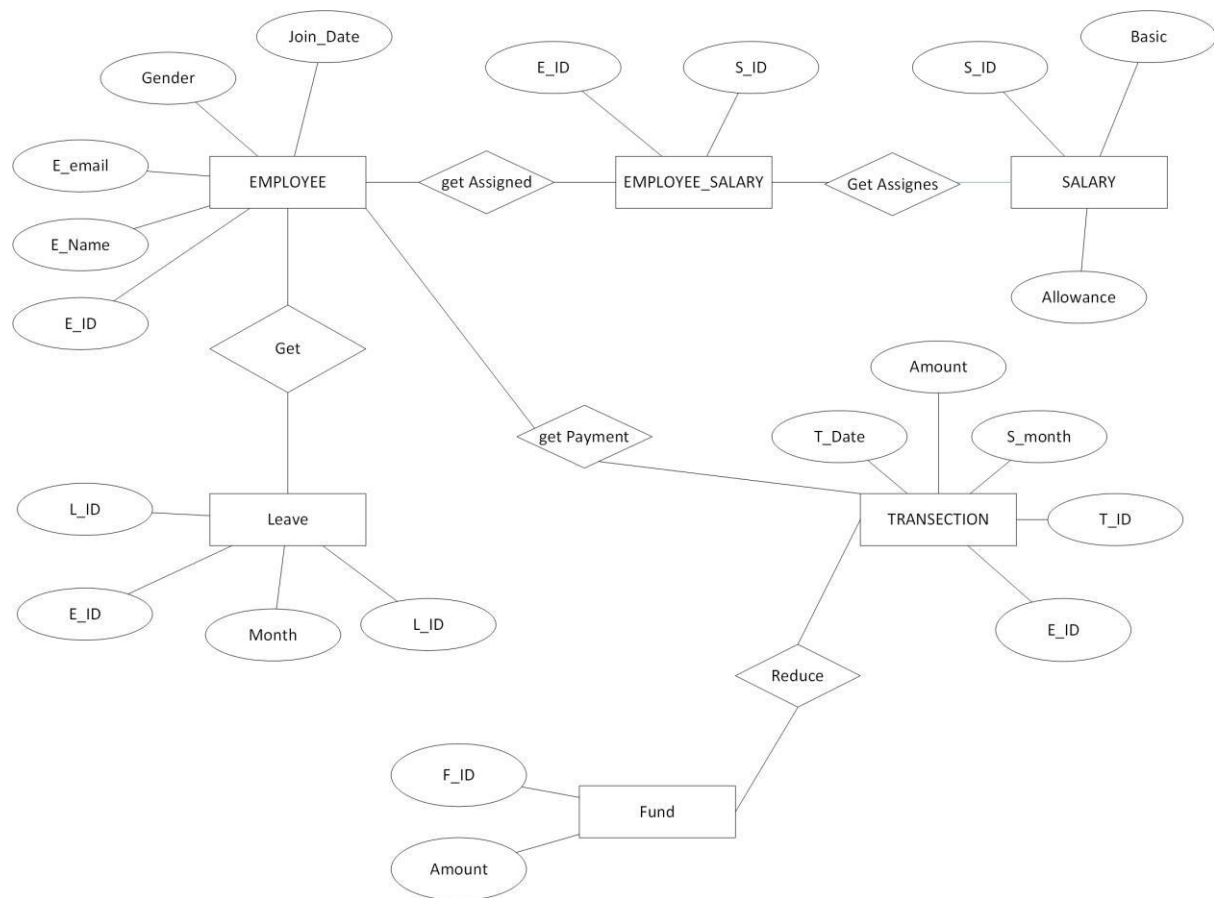 Join_Date
Basic
Gender
E_ID
S_ID
S_ID
E_email
EMPLOYEE
get Assigned
EMPLOYEE_SALARY
Get Assignes
SALARY
E_Name
Allowance
E_ID
Get
Amount
get Payment
T_Date
S_month
L_ID
Leave
TRANSECTION
T_ID
E_ID
Month
L_ID
E_ID
Reduce
F_ID
Fund
Amount